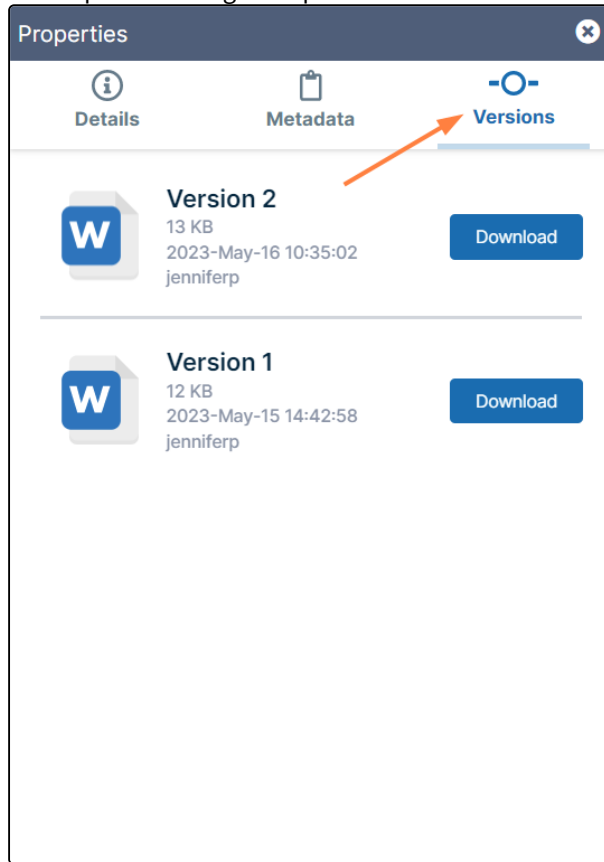 Properties
Details Metadata Versions
Version 2
13 KB
2023-May-16 10:35:02
jenniferp
Download
W
Version 1
12 KB
2023-May-15 14:42:58
jenniferp
Download
W